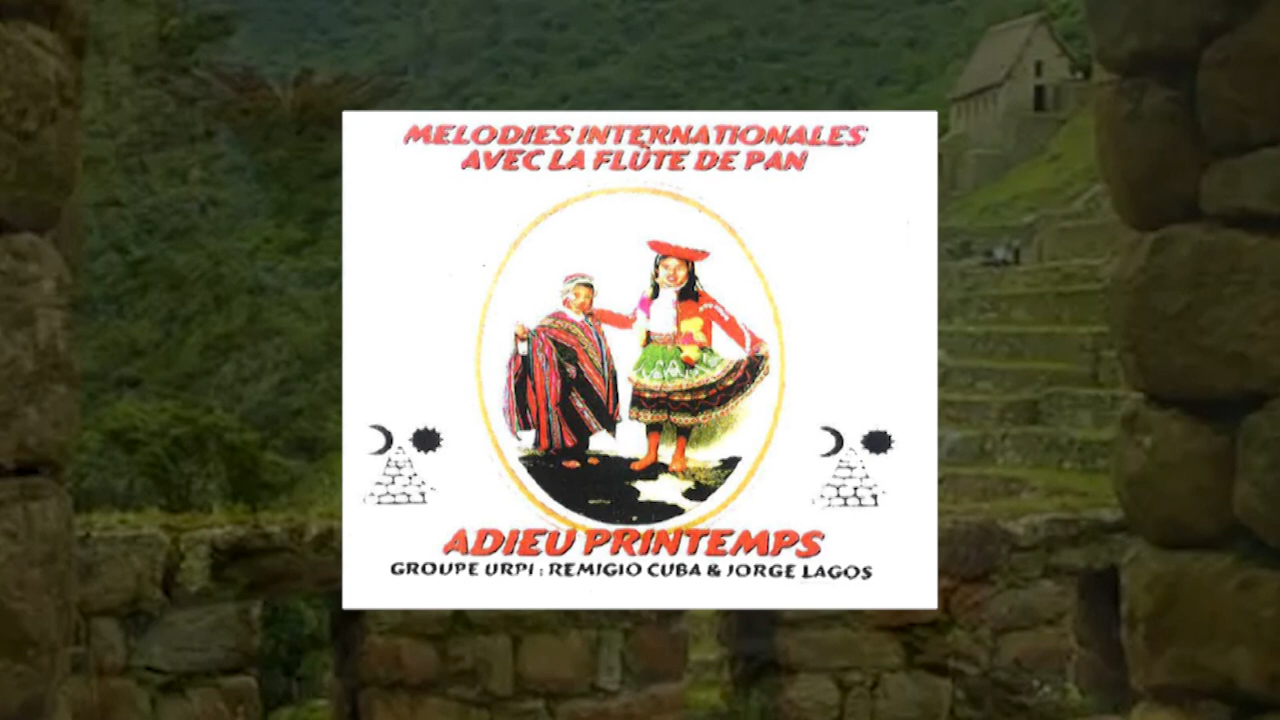 MELODIES INTERNATIONALES
AVEC LA FLÛTE DE PAN
ADIEU PRINTEMPS
GROUPE URPI : REMIGIO CUBA & JORGE LAGOS